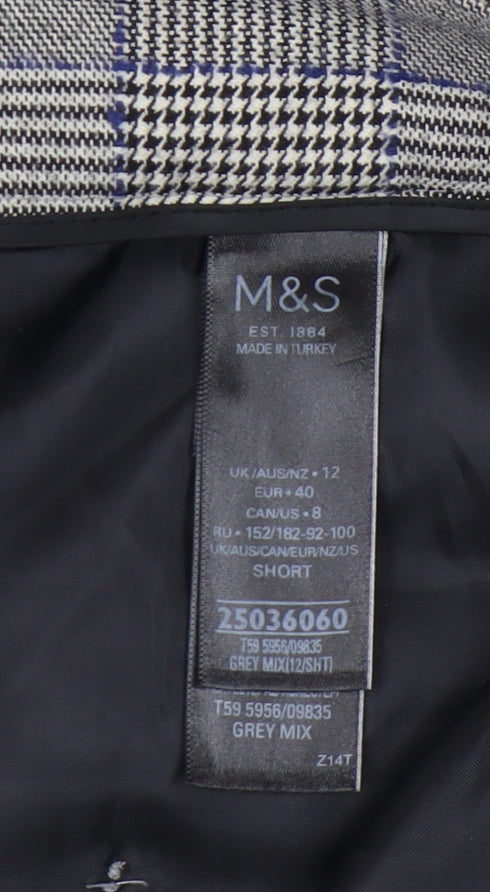 M&S
EST. 1884
MADE IN TURKEY
UK/AUS/NZ • 12
EUR • 40
CAN/US • 8
RU • 152/182-92-100
UK/AUS/CAN/EUR/NZ/US
SHORT
25036060
T59 5956/09835
GREY MIX(12/SHT)
T59 5956/09835
GREY MIX
Z14T